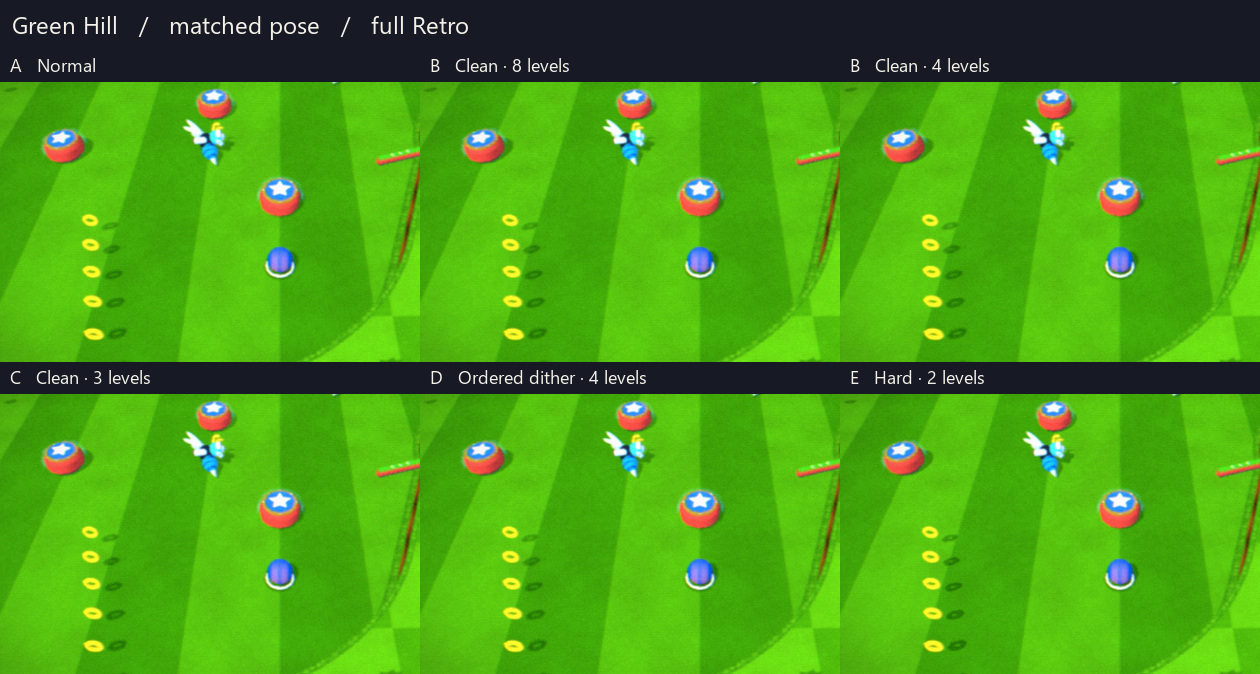 Green Hill / matched pose / full Retro
A Normal
B Clean · 8 levels
B Clean · 4 levels
C Clean · 3 levels
D Ordered dither · 4 levels
E Hard · 2 levels